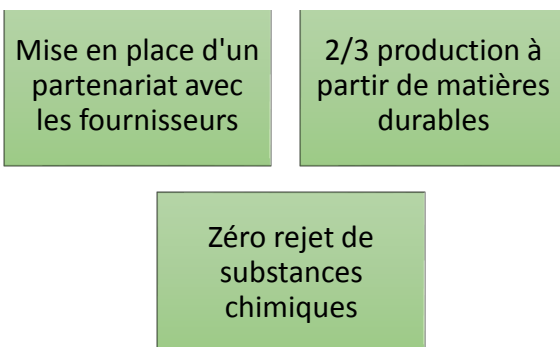 Mise en place d'un
partenariat avec
les fournisseurs
2/3 production à
partir de matières
durables
Zéro rejet de
substances
chimiques